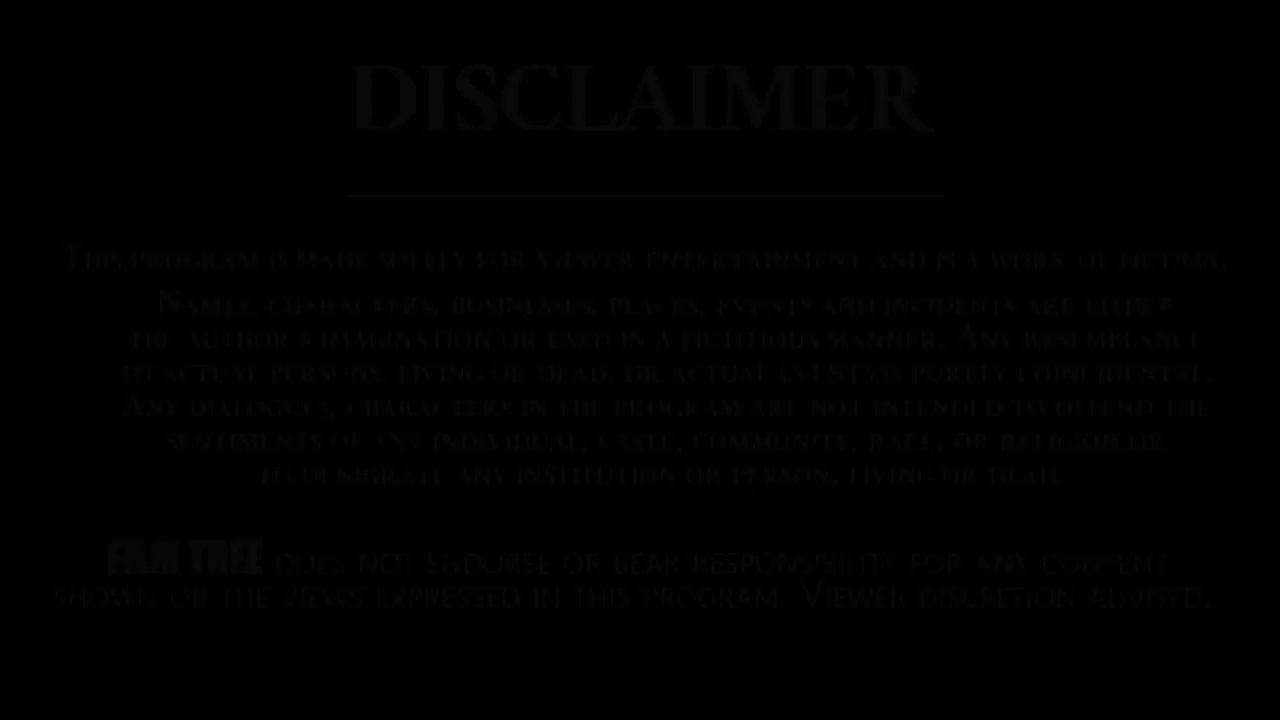 DISCLAIMER
THIS PROGRAM IS MADE SOLELY FOR VIEWER ENTERTAINMENT AND IS A WORK OF FICTION.
NAMES, CHARACTERS, BUSINESSES, PLACES, EVENTS AND INCIDENTS ARE EITHER
THE AUTHOR'S IMAGINATION OR USED IN A FICTITIOUS MANNER. ANY RESEMBLANCE
TO ACTUAL PERSONS, LIVING OR DEAD, OR ACTUAL EVENTS IS PURELY COINCIDENTAL.
ANY DIALOGUES, CHARACTERS IN THE PROGRAM ARE NOT INTENDED TO OFFEND THE
SENTIMENTS OF ANY INDIVIDUAL, CASTE, COMMUNITY, RACE, OR RELIGION OR
TO DENIGRATE ANY INSTITUTION OR PERSON, LIVING OR DEAD.
FILM TREE DOES NOT ENDORSE OR BEAR RESPONSIBILITY FOR ANY CONTENT
SHOWN OR THE VIEWS EXPRESSED IN THIS PROGRAM. VIEWER DISCRETION ADVISED.